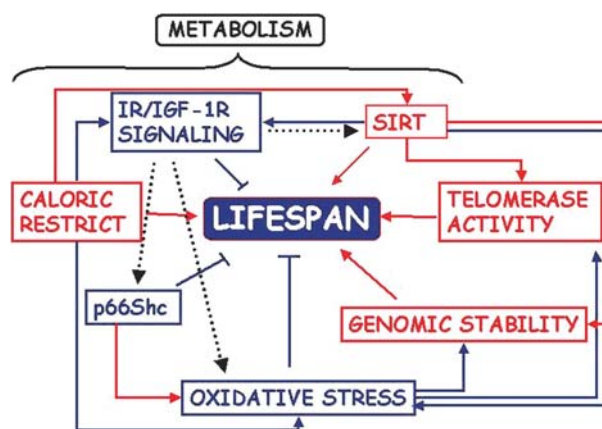 METABOLISM
IR/IGF-1R
SIGNALING
SIRT
CALORIC
RESTRICT
LIFESPAN
TELOMERASE
ACTIVITY
p66Shc
GENOMIC STABILITY
OXIDATIVE STRESS